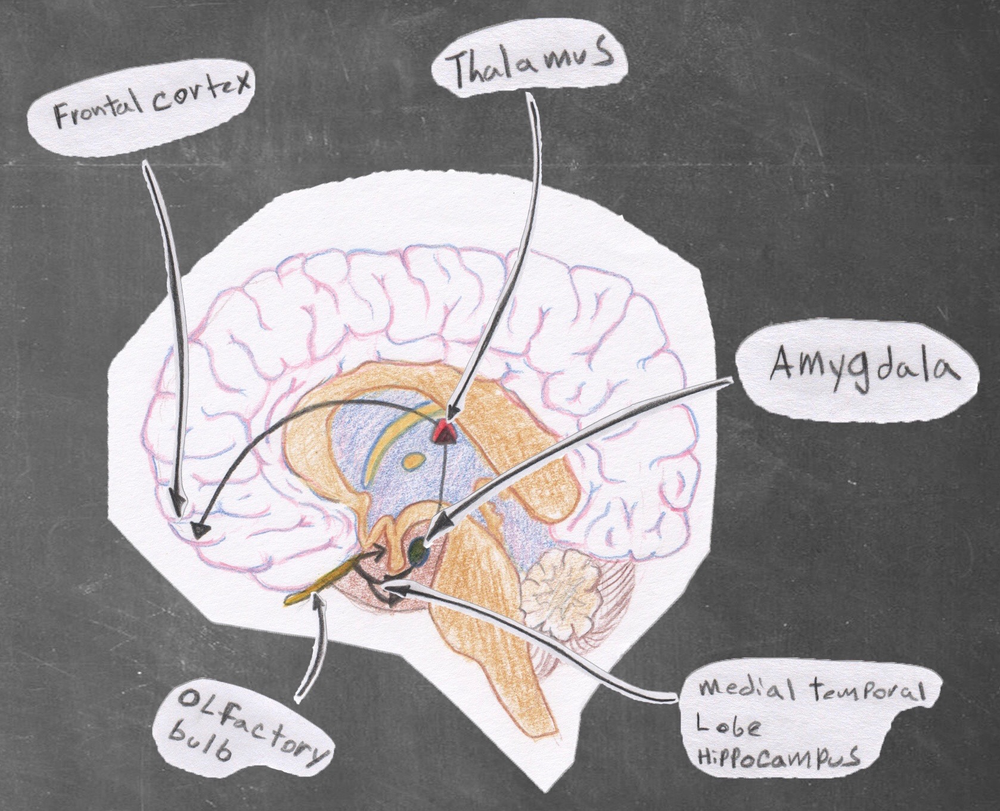 Frontal cortex
Thalamus
Amygdala
Olfactory
bulb
Medial temporal
Lobe
Hippocampus